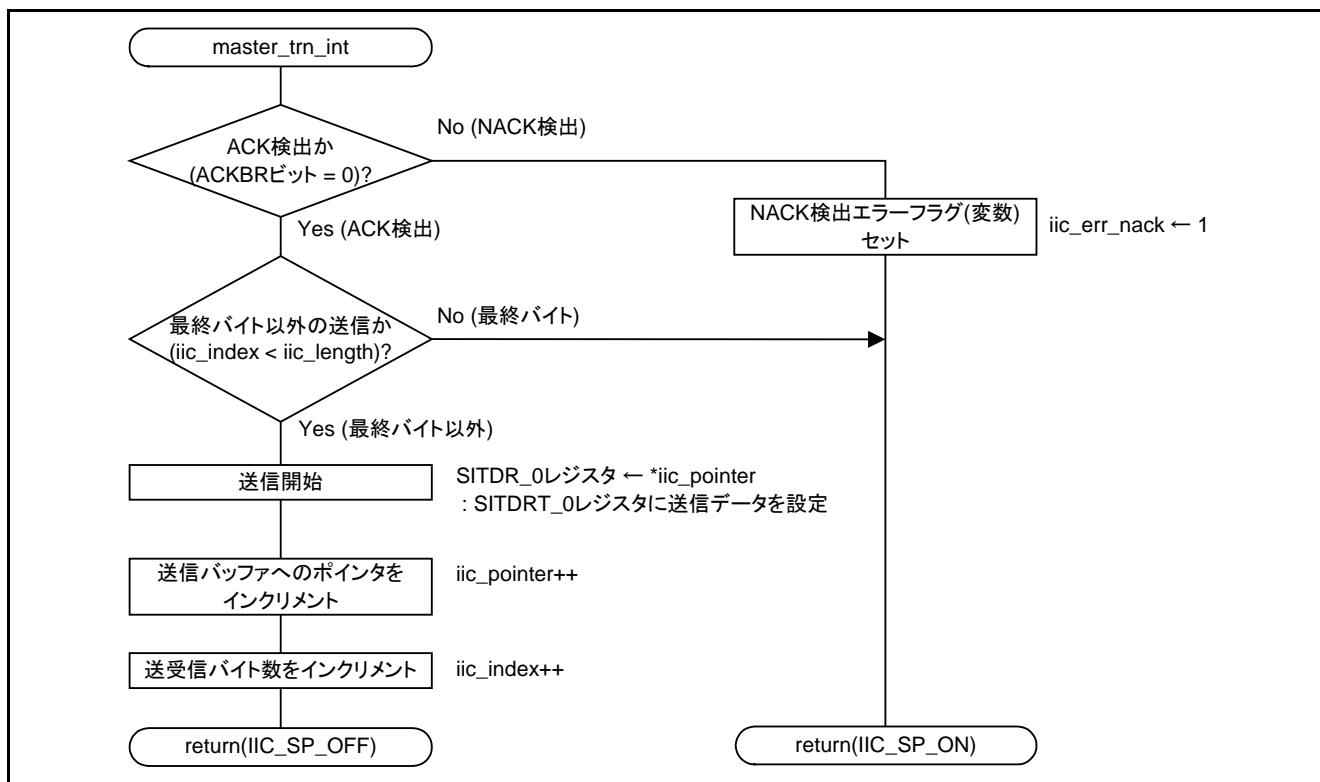 master_trn_int
No (NACK検出)
ACK検出か
(ACKBRビット = 0)?
NACK検出エラーフラグ(変数)
セット
iic_err_nack ← 1
Yes (ACK検出)
No (最終バイト)
最終バイト以外の送信か
(iic_index < iic_length)?
Yes (最終バイト以外)
送信開始
SITDR_0レジスタ ← *iic_pointer
: SITDRT_0レジスタに送信データを設定
送信バッファへのポインタを
インクリメント
iic_pointer++
送受信バイト数をインクリメント
iic_index++
return(IIC_SP_OFF)
return(IIC_SP_ON)